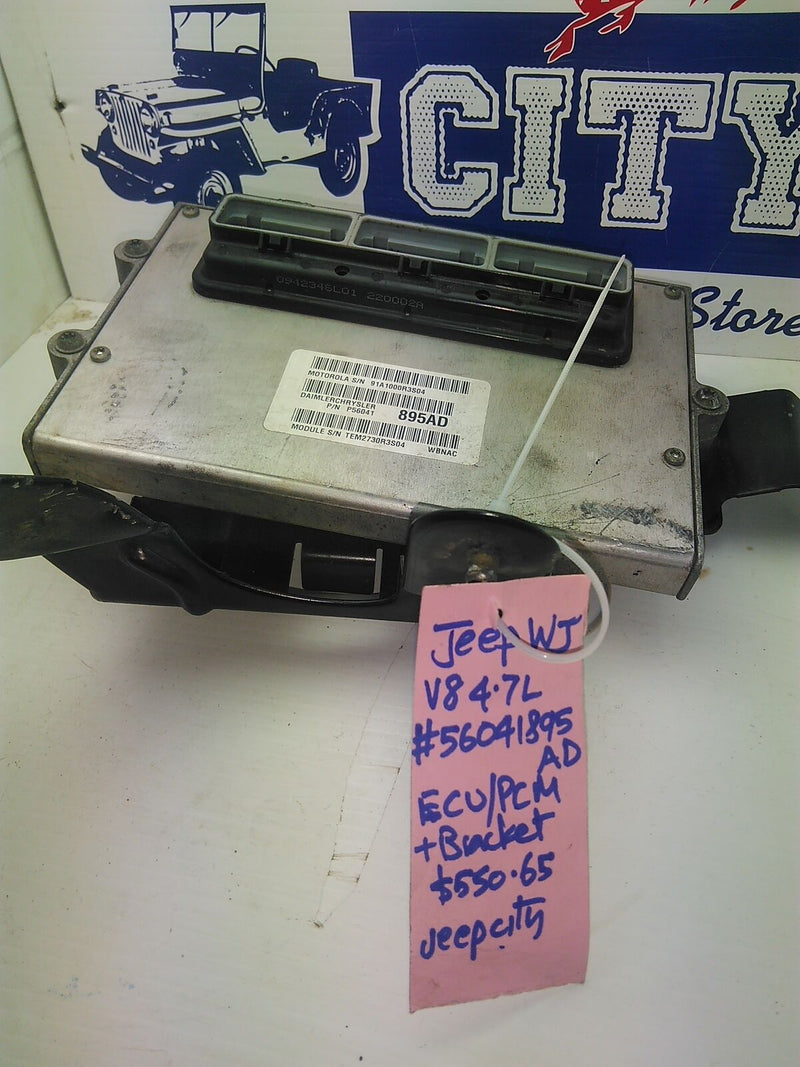 CITY
Store
0942346L01 220002A
MOTOROLA S/N 91A1000R3S04
DAIMLERCHRYSLER
P/N P56041 895AD
MODULE S/N TEM2730R3S04 WBNAC
Jeep WJ
V8 4.7L
#56041895
AD
ECU/PCM
+Bracket
$550.65
Jeepcity